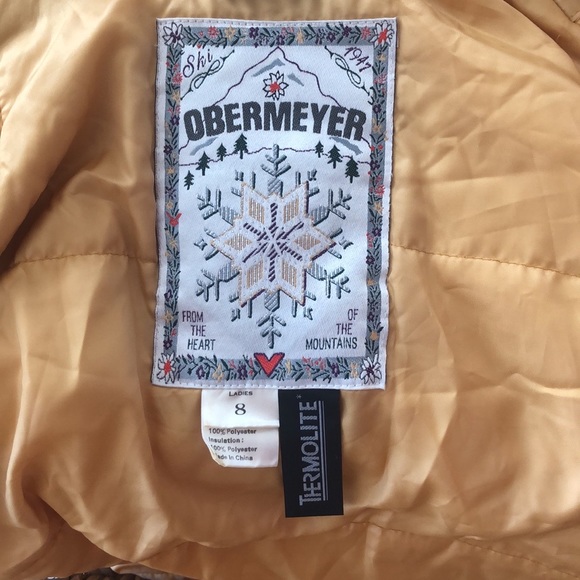 Ski
1947
OBERMEYER
FROM
THE
HEART
OF
THE
MOUNTAINS
LADIES
8
100% Polyester
Insulation:
100% Polyester
Made in China
THERMOLITE